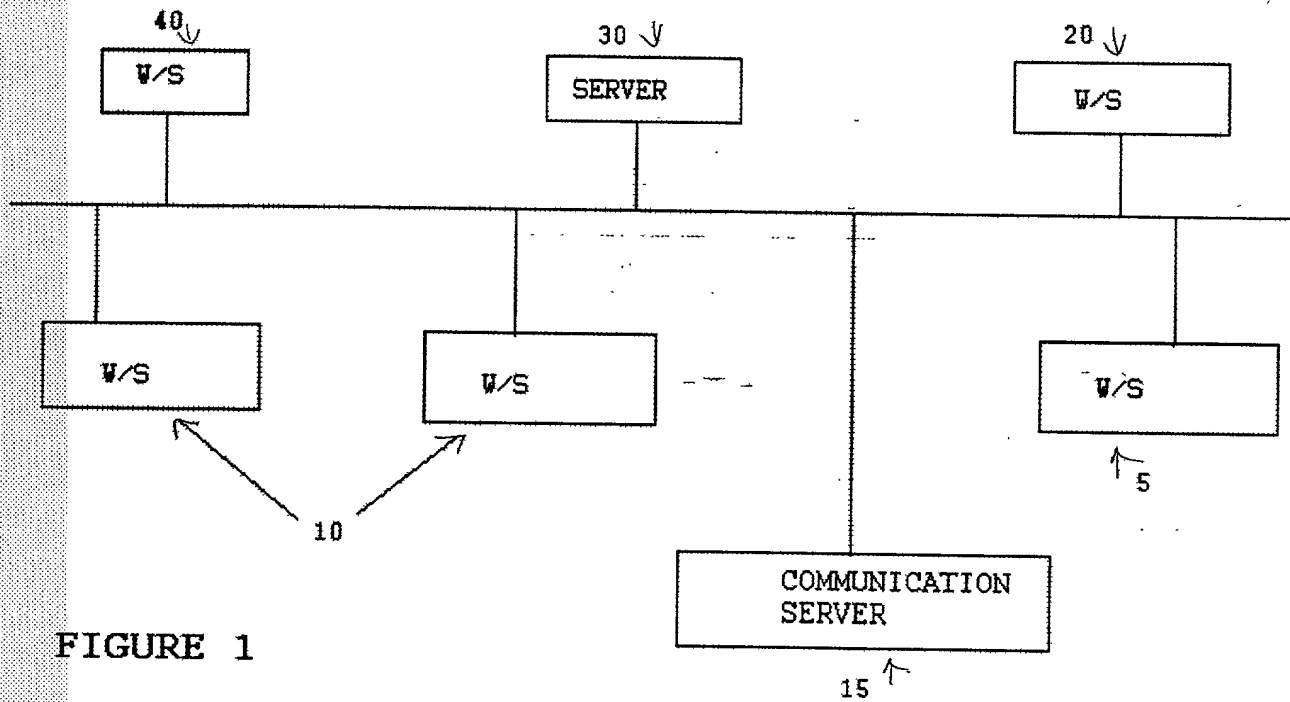 40
30
20
W/S
SERVER
W/S
W/S
W/S
W/S
5
10
COMMUNICATION
SERVER
FIGURE 1
15